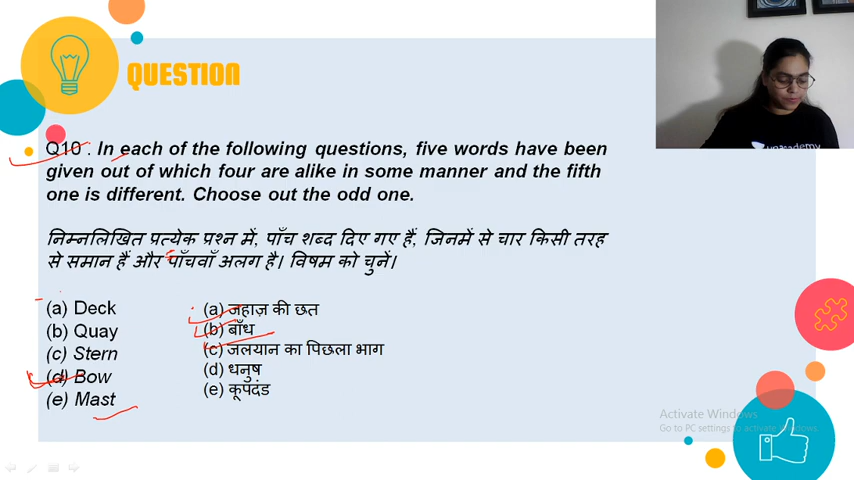 QUESTION
Q10 . In each of the following questions, five words have been
given out of which four are alike in some manner and the fifth
one is different. Choose out the odd one.
निम्नलिखित प्रत्येक प्रश्न में, पाँच शब्द दिए गए हैं, जिनमें से चार किसी तरह
से समान हैं और पाँचवाँ अलग है। विषम को चुनें।
(a) Deck
(b) Quay
(c) Stern
(d) Bow
(e) Mast
(a) जहाज़ की छत
(b) बाँध
(c) जलयान का पिछला भाग
(d) धनुष
(e) कूपदंड
Activate Windows
Go to PC settings to activate Windows.